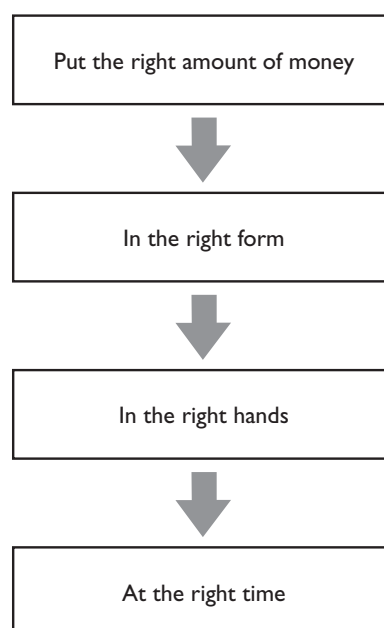 Put the right amount of money
In the right form
In the right hands
At the right time